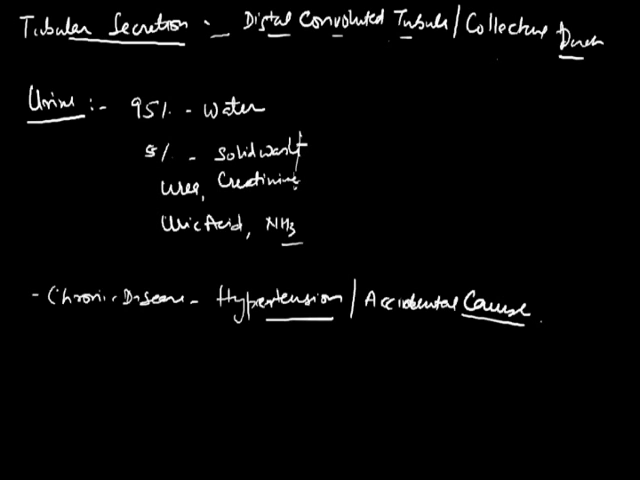 Tubular Secretion - Distal Convoluted Tubule / Collecting Duct
Urine :- 95% - Water
5% - Solid waste
Urea, Creatinine
Uric Acid, NH3
- Chronic Disease - Hypertension / Accidental Cause.